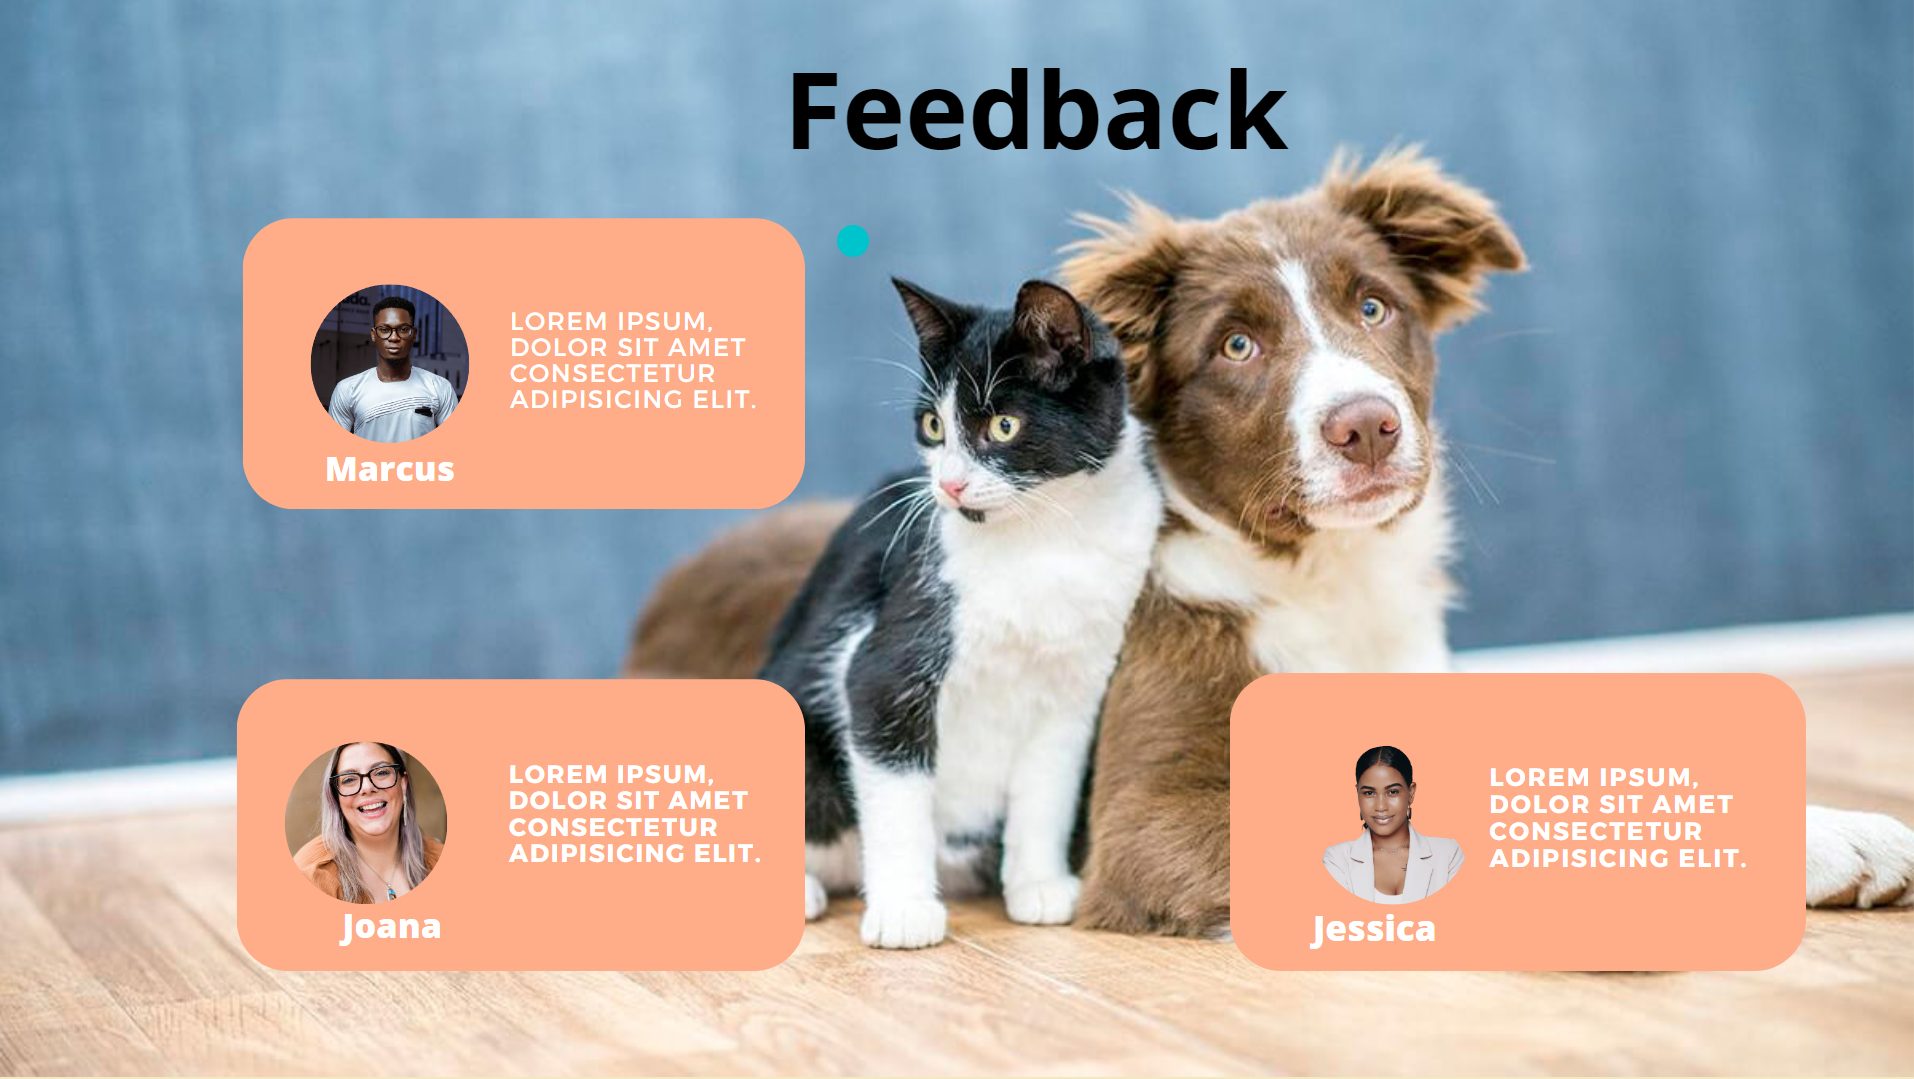 Feedback
LOREM IPSUM,
DOLOR SIT AMET
CONSECTETUR
ADIPISICING ELIT.
Marcus
LOREM IPSUM,
DOLOR SIT AMET
CONSECTETUR
ADIPISICING ELIT.
Joana
LOREM IPSUM,
DOLOR SIT AMET
CONSECTETUR
ADIPISICING ELIT.
Jessica